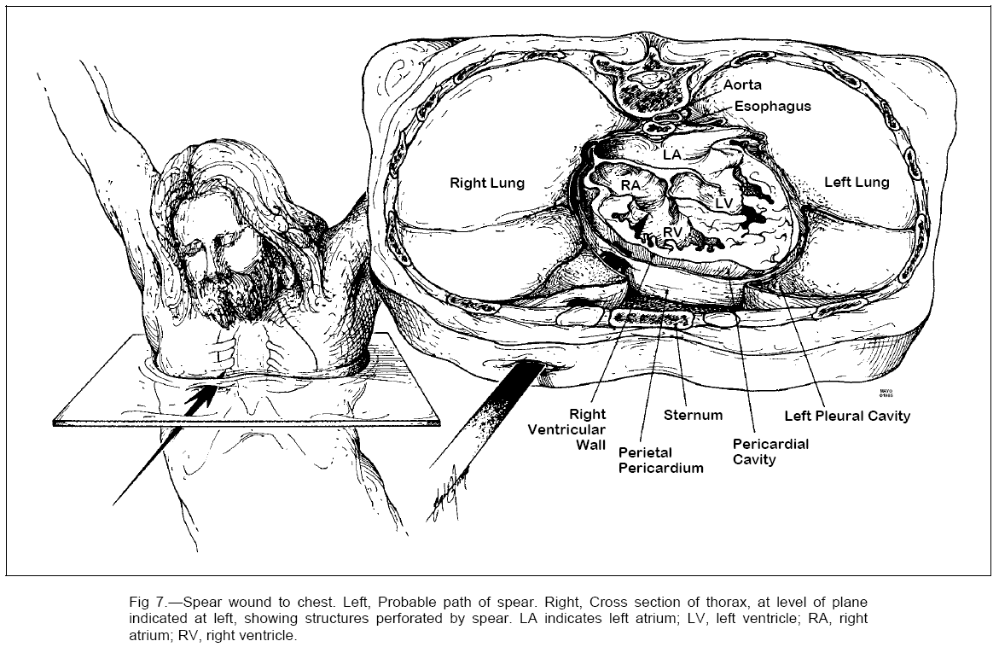 Aorta
Esophagus
LA
Right Lung
RA
LV
Left Lung
RV
Right
Ventricular
Wall
Sternum
Left Pleural Cavity
Perietal
Pericardium
Pericardial
Cavity
MAYO
©1985
Fig 7.—Spear wound to chest. Left, Probable path of spear. Right, Cross section of thorax, at level of plane
indicated at left, showing structures perforated by spear. LA indicates left atrium; LV, left ventricle; RA, right
atrium; RV, right ventricle.